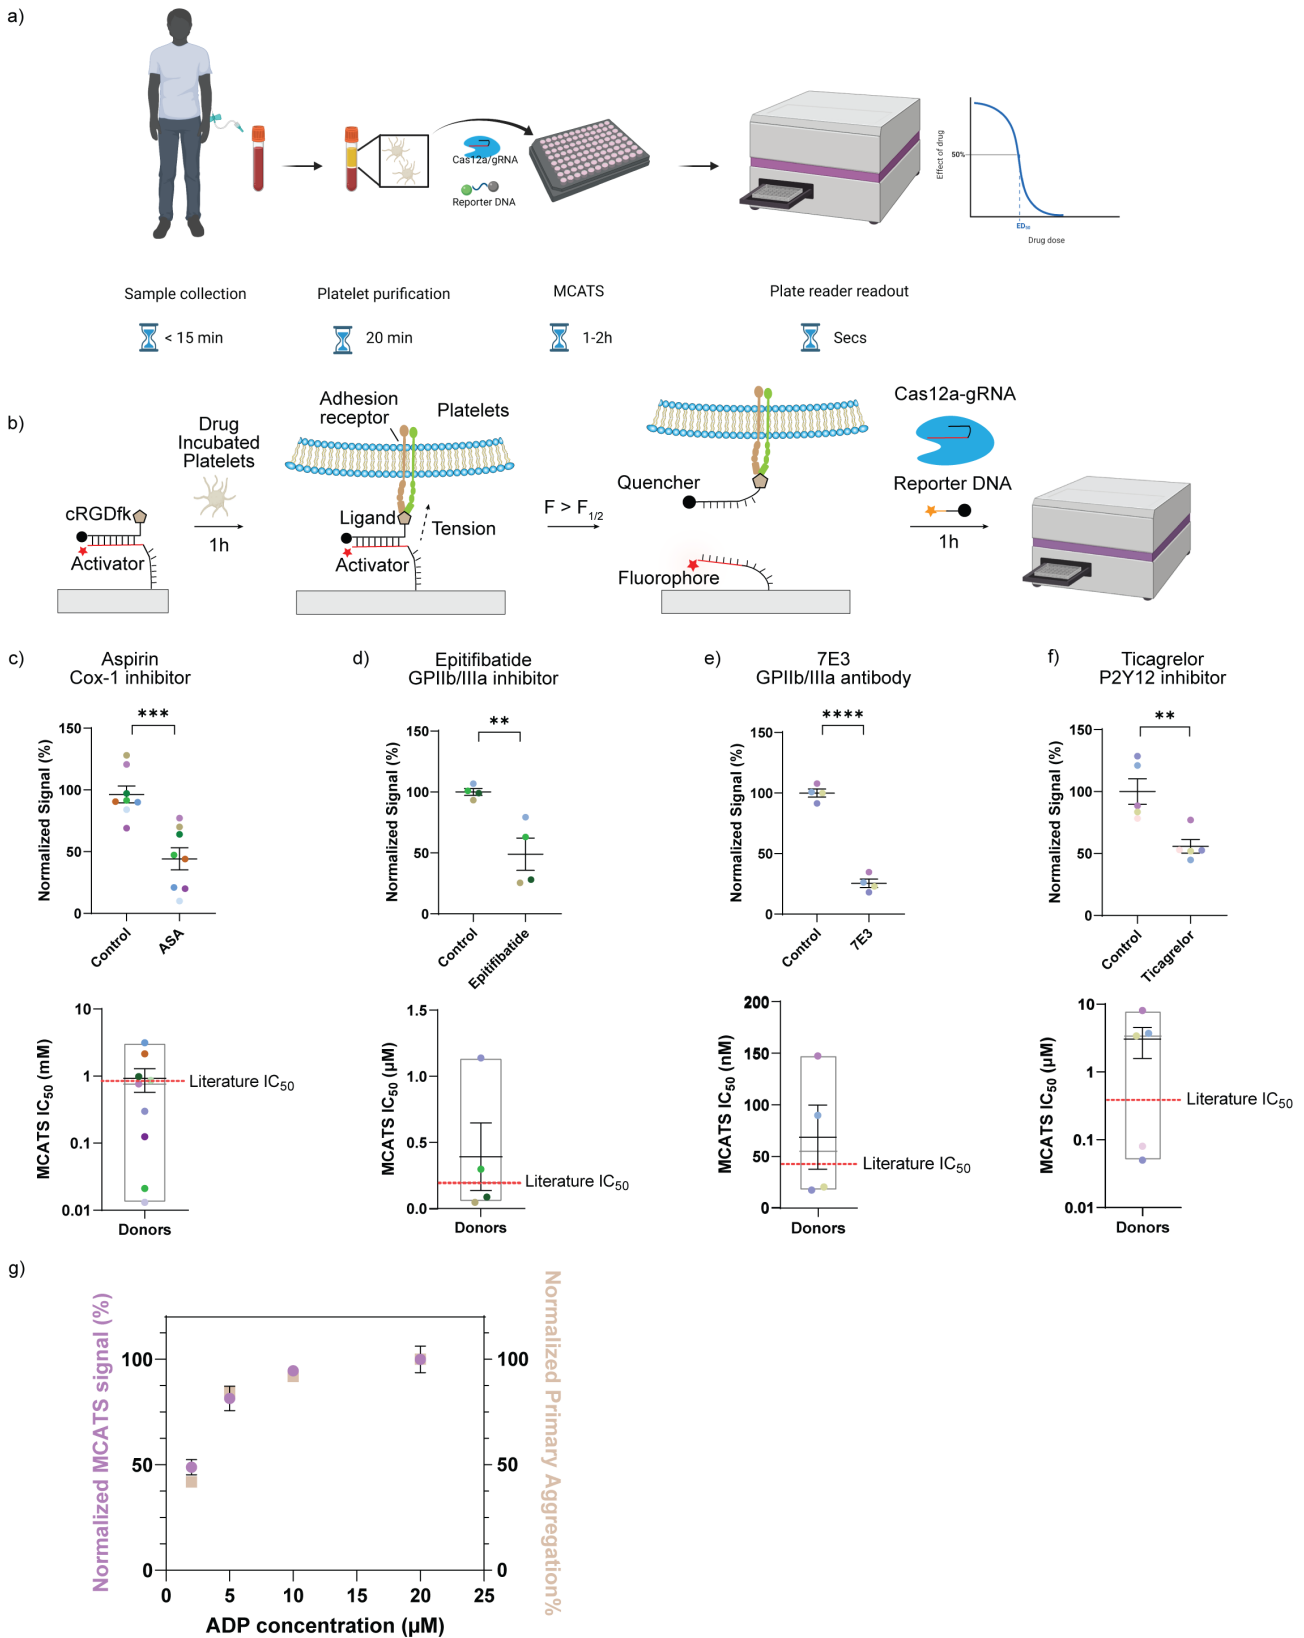 a)
Cas12a/gRNA
Reporter DNA
Effect of drug
50%
ED50
Drug dose
Sample collection
Platelet purification
MCATS
Plate reader readout
< 15 min
20 min
1-2h
Secs
b)
Drug
Incubated
Platelets
Adhesion
receptor
Platelets
Cas12a-gRNA
Quencher
Reporter DNA
cRGDfk
Ligand
Tension
F > F1/2
1h
Activator
Activator
Fluorophore
1h
c)
Aspirin
Cox-1 inhibitor
***
Normalized Signal (%)
150
100
50
0
Control
ASA
MCATS IC50 (mM)
10
1
0.1
0.01
Literature IC50
Donors
d)
Epitifibatide
GPIIb/IIIa inhibitor
**
Normalized Signal (%)
150
100
50
0
Control
Epitifibatide
MCATS IC50 (µM)
1.5
1.0
0.5
0.0
Literature IC50
Donors
e)
7E3
GPIIb/IIIa antibody
****
Normalized Signal (%)
150
100
50
0
Control
7E3
MCATS IC50 (nM)
200
150
100
50
0
Literature IC50
Donors
f)
Ticagrelor
P2Y12 inhibitor
**
Normalized Signal (%)
150
100
50
0
Control
Ticagrelor
MCATS IC50 (µM)
10
1
0.1
0.01
Literature IC50
Donors
g)
Normalized MCATS signal (%)
100
50
0
Normalized Primary Aggregation%
100
50
0
0 5 10 15 20 25
ADP concentration (µM)